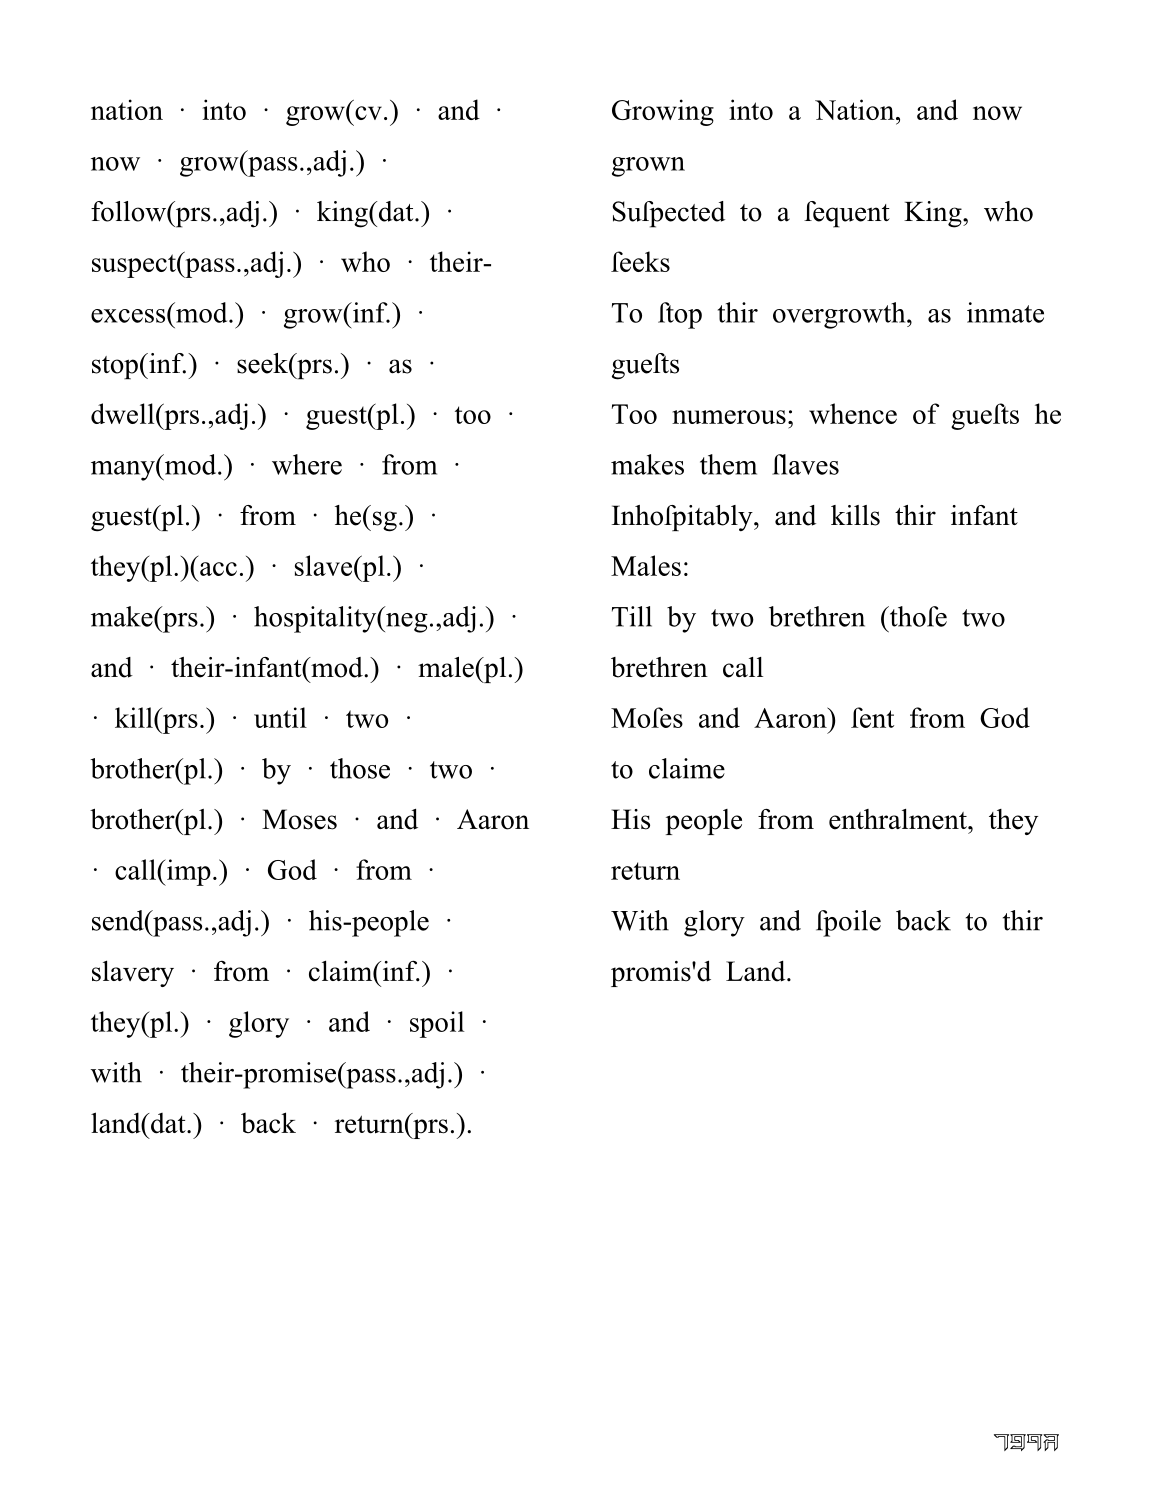 nation · into · grow(cv.) · and ·
now · grow(pass.,adj.) ·
follow(prs.,adj.) · king(dat.) ·
suspect(pass.,adj.) · who · their-
excess(mod.) · grow(inf.) ·
stop(inf.) · seek(prs.) · as ·
dwell(prs.,adj.) · guest(pl.) · too ·
many(mod.) · where · from ·
guest(pl.) · from · he(sg.) ·
they(pl.)(acc.) · slave(pl.) ·
make(prs.) · hospitality(neg.,adj.) ·
and · their-infant(mod.) · male(pl.)
· kill(prs.) · until · two ·
brother(pl.) · by · those · two ·
brother(pl.) · Moses · and · Aaron
· call(imp.) · God · from ·
send(pass.,adj.) · his-people ·
slavery · from · claim(inf.) ·
they(pl.) · glory · and · spoil ·
with · their-promise(pass.,adj.) ·
land(dat.) · back · return(prs.).
Growing into a Nation, and now
grown
Suſpected to a ſequent King, who
ſeeks
To ſtop thir overgrowth, as inmate
gueſts
Too numerous; whence of gueſts he
makes them ſlaves
Inhoſpitably, and kills thir infant
Males:
Till by two brethren (thoſe two
brethren call
Moſes and Aaron) ſent from God
to claime
His people from enthralment, they
return
With glory and ſpoile back to thir
promis'd Land.